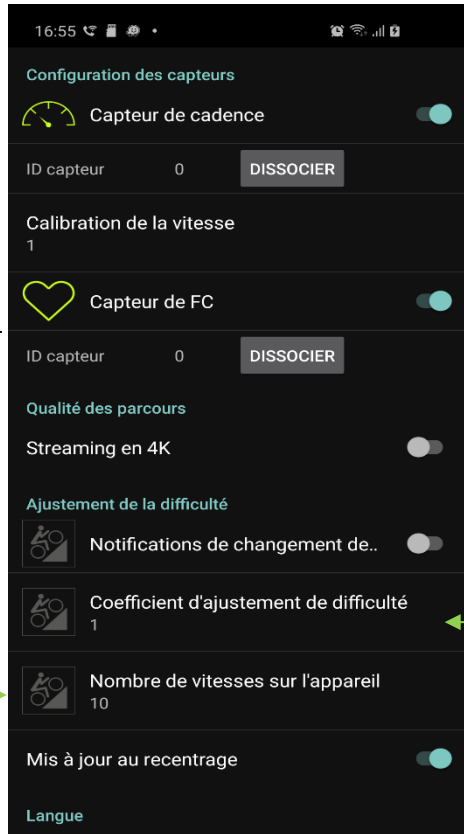 16:55
Configuration des capteurs
Capteur de cadence
ID capteur 0 DISSOCIER
Calibration de la vitesse
1
Capteur de FC
ID capteur 0 DISSOCIER
Qualité des parcours
Streaming en 4K
Ajustement de la difficulté
Notifications de changement de..
Coefficient d'ajustement de difficulté
1
Nombre de vitesses sur l'appareil
10
Mis à jour au recentrage
Langue